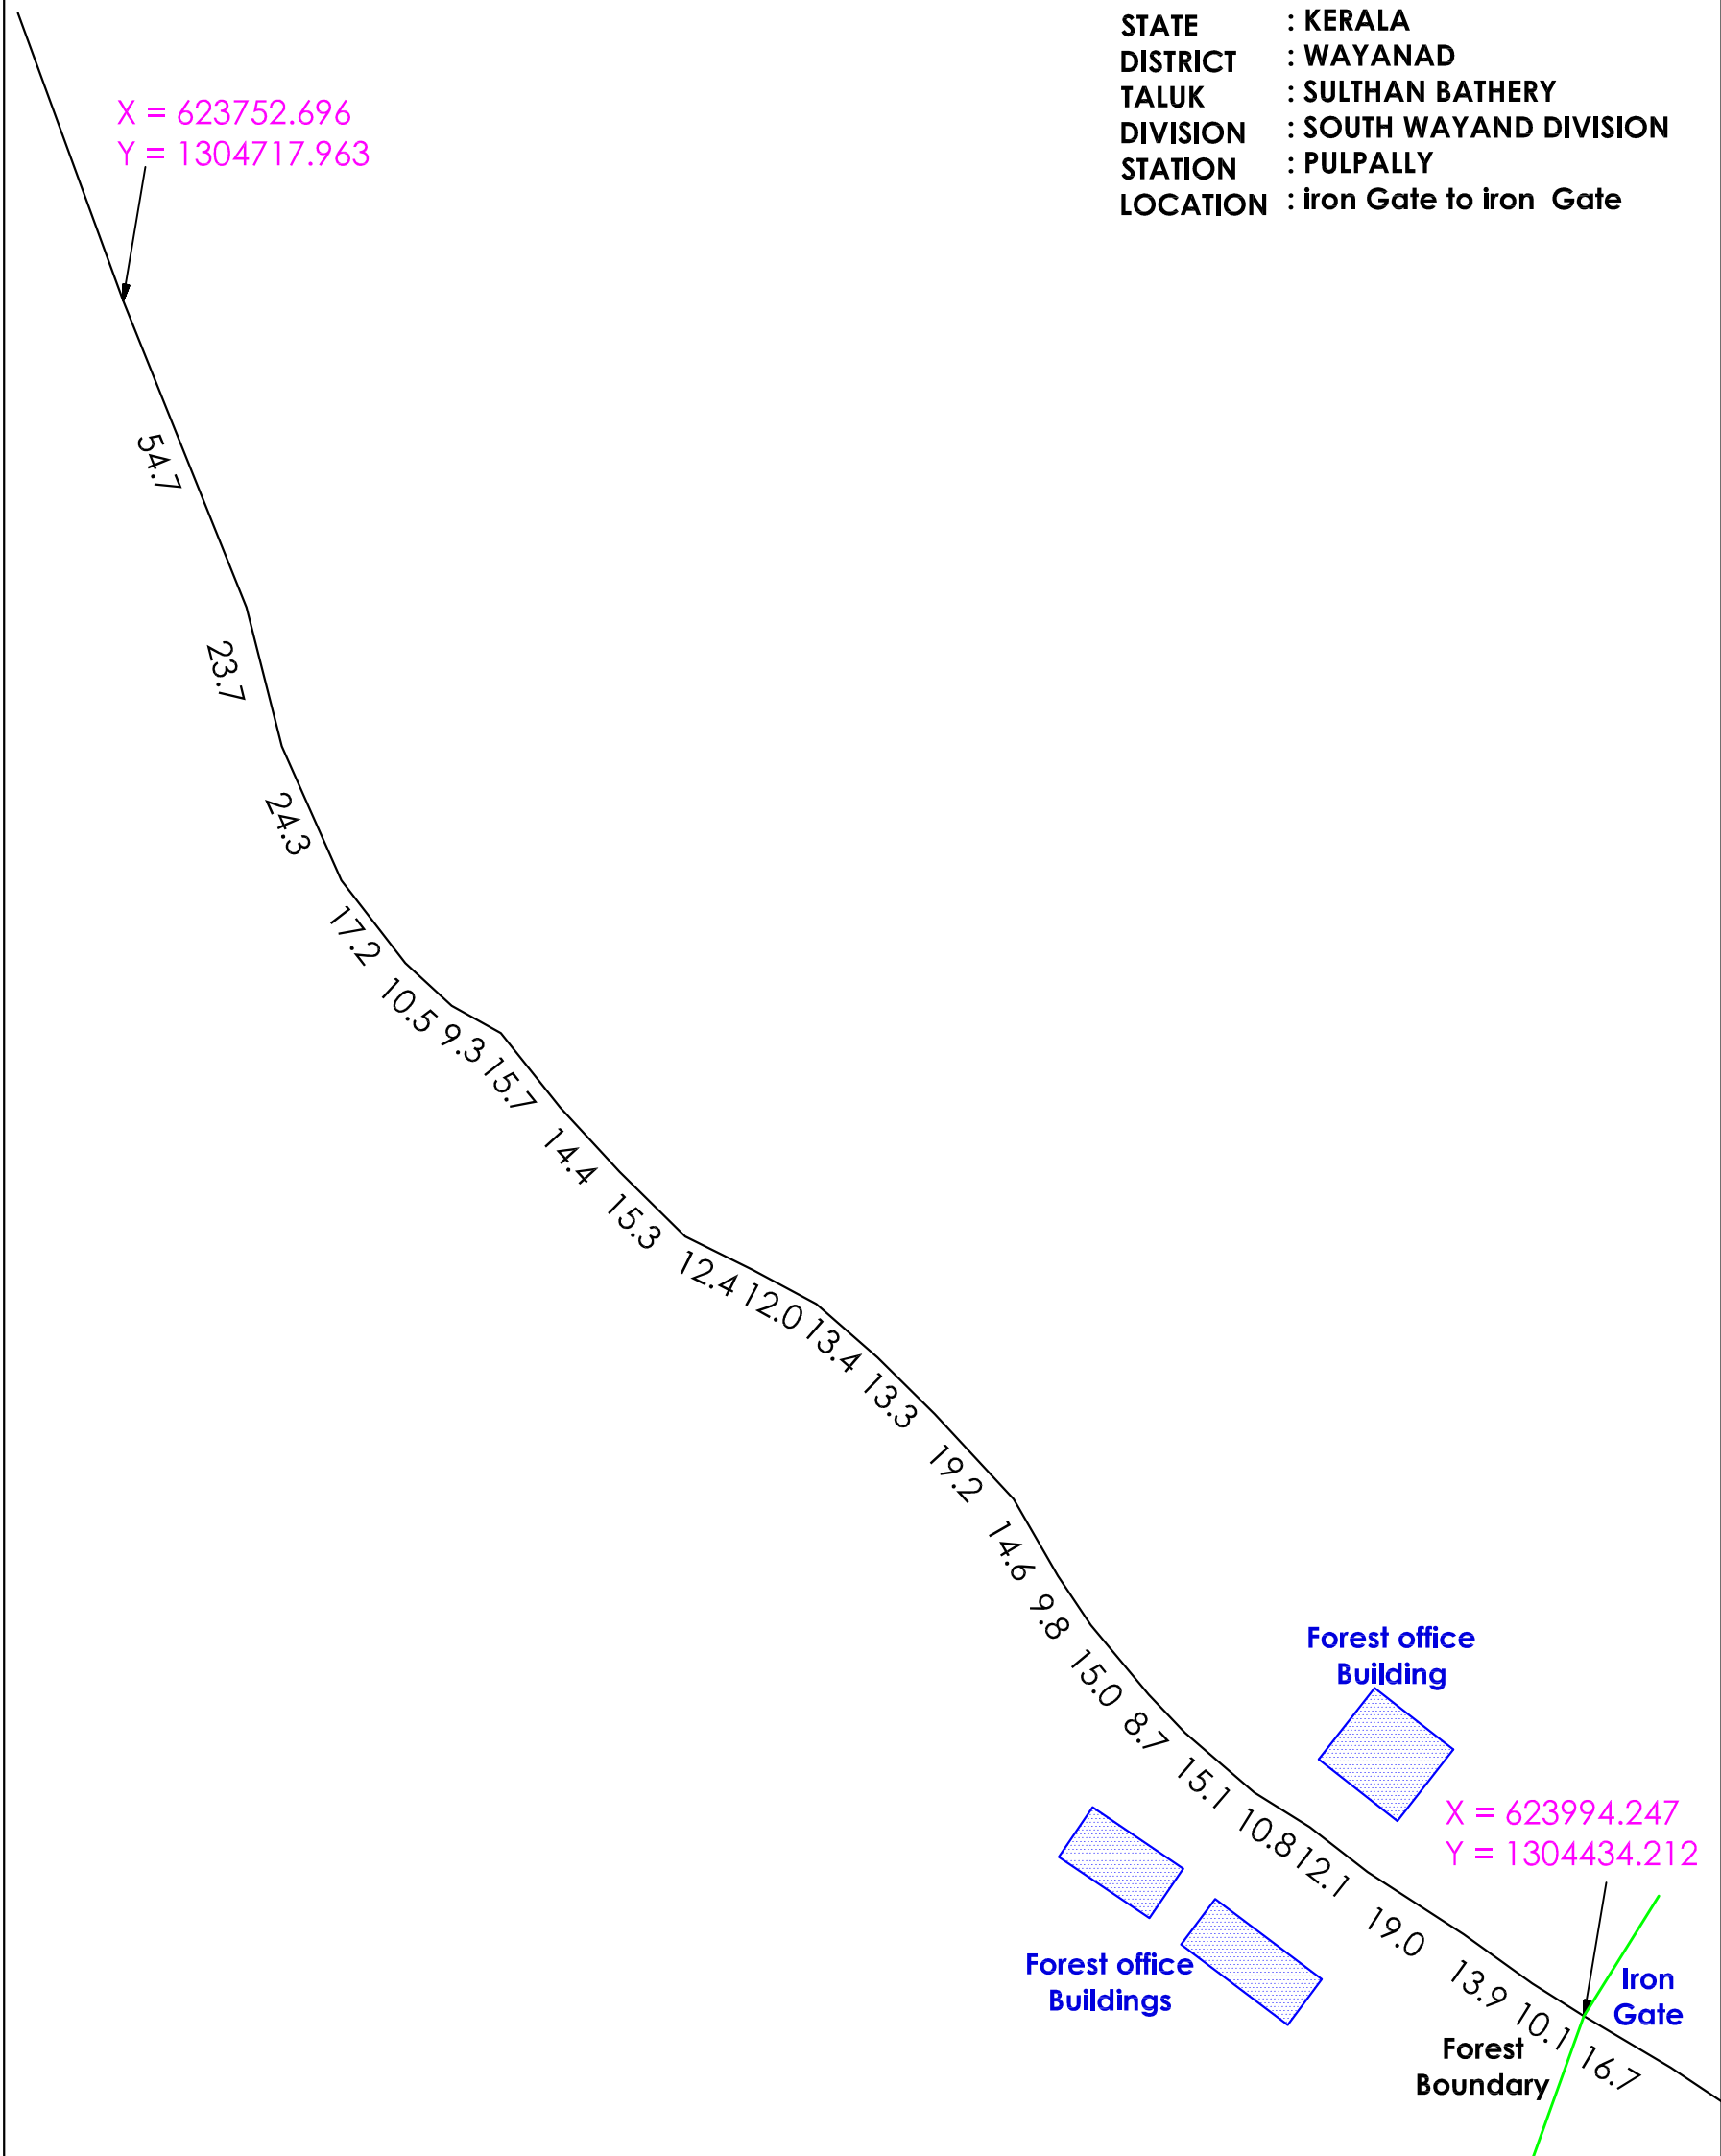 STATE : KERALA
DISTRICT : WAYANAD
TALUK : SULTHAN BATHERY
DIVISION : SOUTH WAYAND DIVISION
STATION : PULPALLY
LOCATION : iron Gate to iron Gate
X = 623752.696
Y = 1304717.963
54.7
23.7
24.3
17.2
10.5
9.3
15.7
14.4
15.3
12.4
12.0
13.4
13.3
19.2
14.6
9.8
15.0
8.7
15.1
10.8
12.1
19.0
13.9
10.1
16.7
Forest office
Building
X = 623994.247
Y = 1304434.212
Forest office
Buildings
Iron
Gate
Forest
Boundary